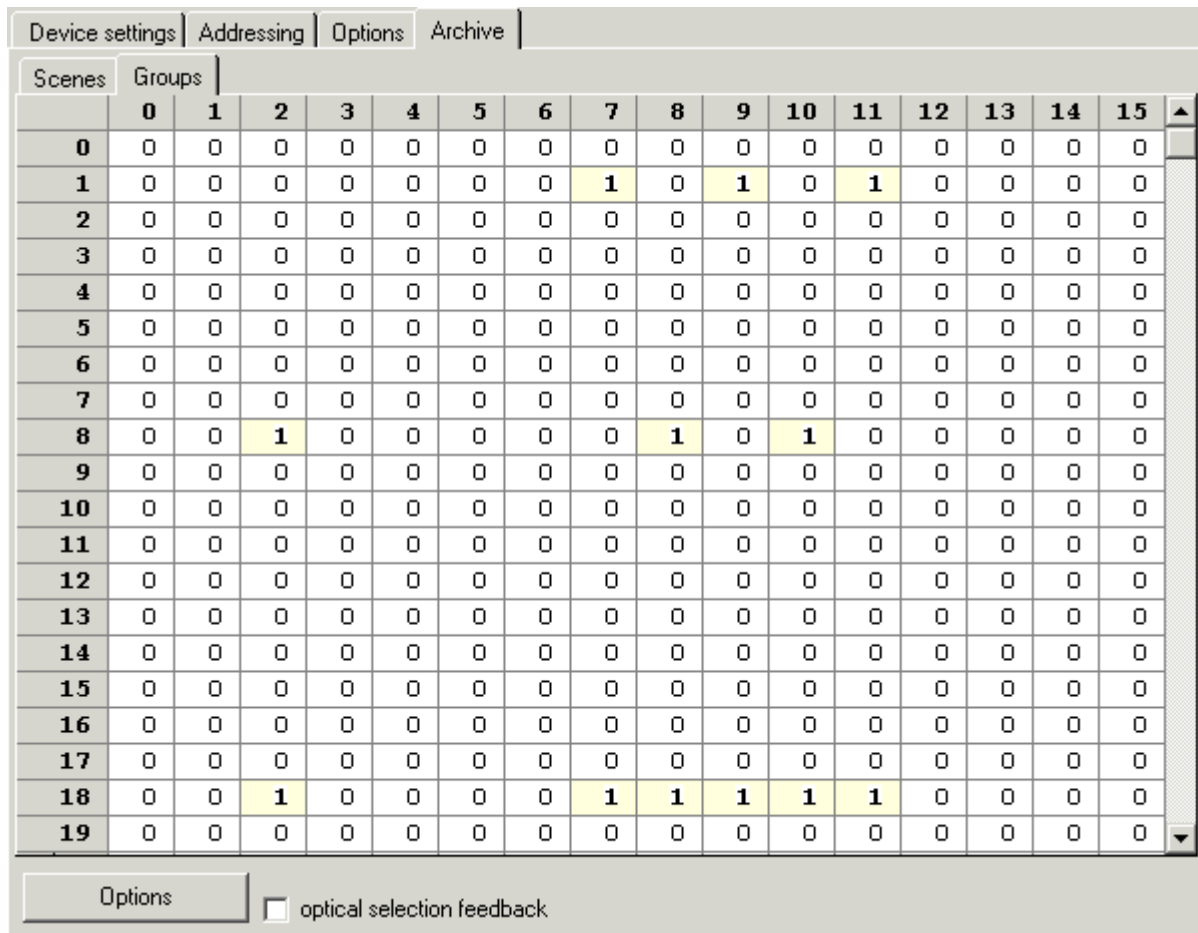 Device settings Addressing Options Archive
Scenes Groups
0 1 2 3 4 5 6 7 8 9 10 11 12 13 14 15
0 0 0 0 0 0 0 0 0 0 0 0 0 0 0 0 0
1 0 0 0 0 0 0 0 1 0 1 0 1 0 0 0 0
2 0 0 0 0 0 0 0 0 0 0 0 0 0 0 0 0
3 0 0 0 0 0 0 0 0 0 0 0 0 0 0 0 0
4 0 0 0 0 0 0 0 0 0 0 0 0 0 0 0 0
5 0 0 0 0 0 0 0 0 0 0 0 0 0 0 0 0
6 0 0 0 0 0 0 0 0 0 0 0 0 0 0 0 0
7 0 0 0 0 0 0 0 0 0 0 0 0 0 0 0 0
8 0 0 1 0 0 0 0 0 1 0 1 0 0 0 0 0
9 0 0 0 0 0 0 0 0 0 0 0 0 0 0 0 0
10 0 0 0 0 0 0 0 0 0 0 0 0 0 0 0 0
11 0 0 0 0 0 0 0 0 0 0 0 0 0 0 0 0
12 0 0 0 0 0 0 0 0 0 0 0 0 0 0 0 0
13 0 0 0 0 0 0 0 0 0 0 0 0 0 0 0 0
14 0 0 0 0 0 0 0 0 0 0 0 0 0 0 0 0
15 0 0 0 0 0 0 0 0 0 0 0 0 0 0 0 0
16 0 0 0 0 0 0 0 0 0 0 0 0 0 0 0 0
17 0 0 0 0 0 0 0 0 0 0 0 0 0 0 0 0
18 0 0 1 0 0 0 0 1 1 1 1 1 0 0 0 0
19 0 0 0 0 0 0 0 0 0 0 0 0 0 0 0 0
Options optical selection feedback